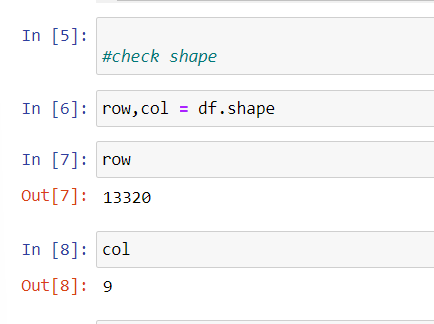 In [5]:
#check shape
In [6]: row,col = df.shape
In [7]: row
Out[7]: 13320
In [8]: col
Out[8]: 9